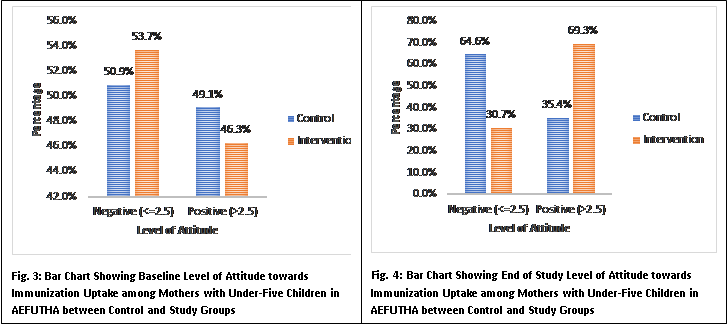 56.0%
54.0%
52.0%
50.0%
48.0%
46.0%
44.0%
42.0%
Percentage
50.9%
53.7%
49.1%
46.3%
Negative (<=2.5)
Positive (>2.5)
Level of Attitude
Control
Interventic
Fig. 3: Bar Chart Showing Baseline Level of Attitude towards
Immunization Uptake among Mothers with Under-Five Children in
AEFUTHA between Control and Study Groups
80.0%
70.0%
60.0%
50.0%
40.0%
30.0%
20.0%
10.0%
0.0%
Percentage
64.6%
30.7%
35.4%
69.3%
Negative (<=2.5)
Positive (>2.5)
Level of Attitude
Control
Intervention
Fig. 4: Bar Chart Showing End of Study Level of Attitude towards
Immunization Uptake among Mothers with Under-Five Children in
AEFUTHA between Control and Study Groups